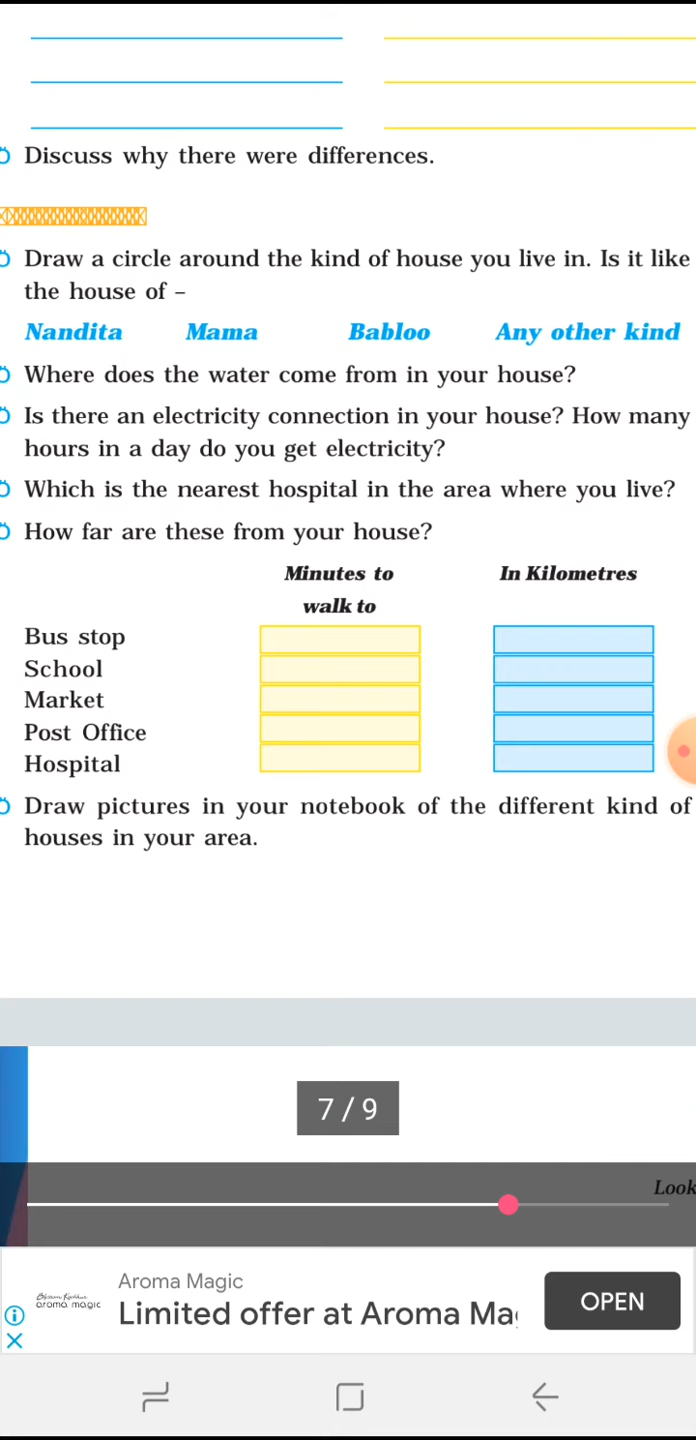 Discuss why there were differences.
Draw a circle around the kind of house you live in. Is it like
the house of –
Nandita Mama Babloo Any other kind
Where does the water come from in your house?
Is there an electricity connection in your house? How many
hours in a day do you get electricity?
Which is the nearest hospital in the area where you live?
How far are these from your house?
Minutes to In Kilometres
walk to
Bus stop
School
Market
Post Office
Hospital
Draw pictures in your notebook of the different kind of
houses in your area.
7 / 9
Look
Aroma Magic
aroma magic
Limited offer at Aroma Ma
OPEN